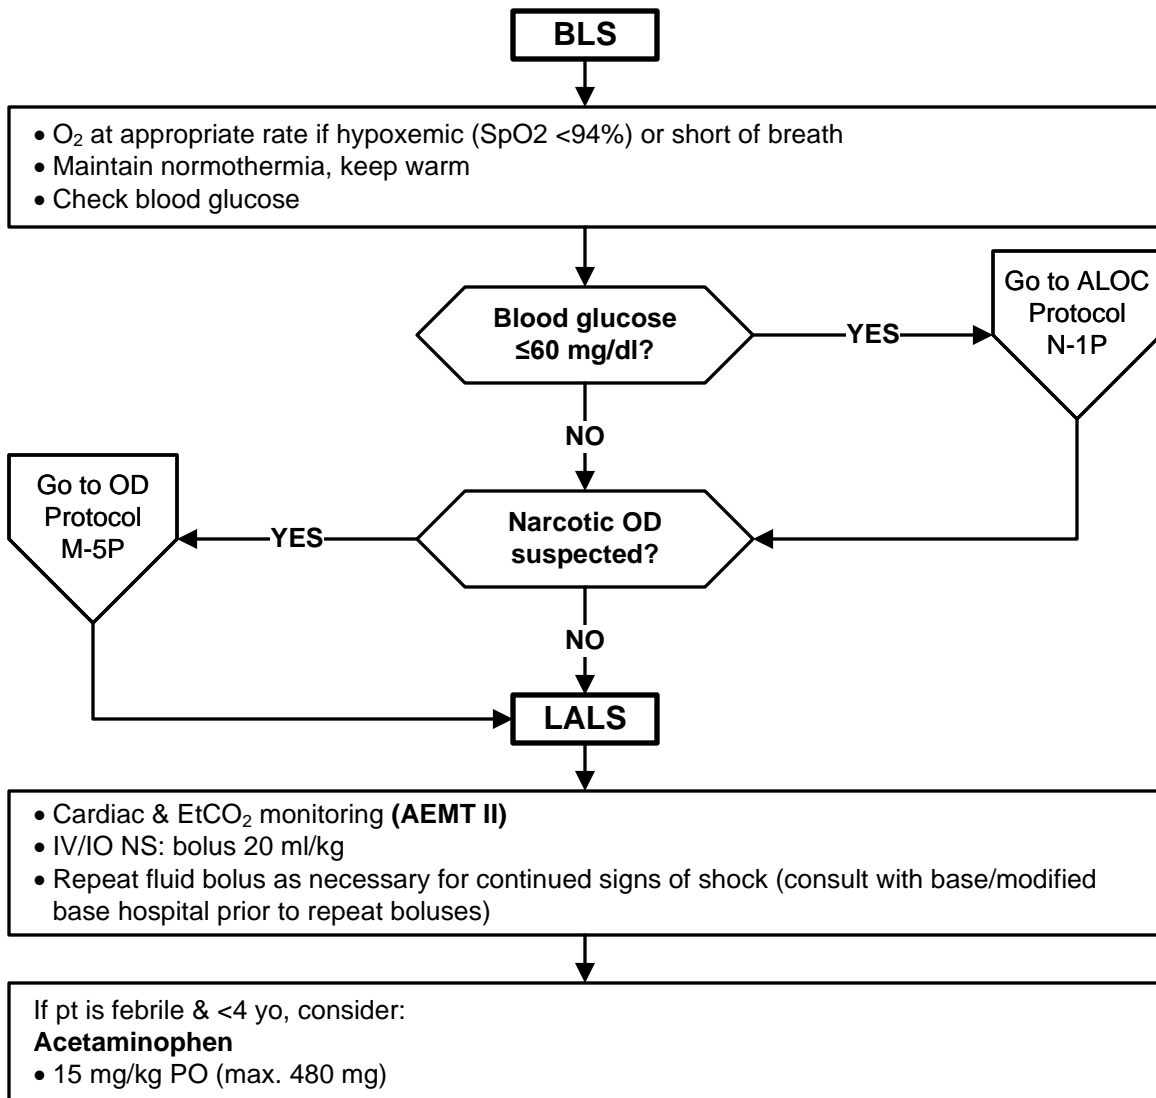 BLS
• O₂ at appropriate rate if hypoxemic (SpO2 <94%) or short of breath
• Maintain normothermia, keep warm
• Check blood glucose
Blood glucose
≤60 mg/dl?
YES
Go to ALOC
Protocol
N-1P
NO
Go to OD
Protocol
M-5P
YES
Narcotic OD
suspected?
NO
LALS
• Cardiac & EtCO₂ monitoring (AEMT II)
• IV/IO NS: bolus 20 ml/kg
• Repeat fluid bolus as necessary for continued signs of shock (consult with base/modified
base hospital prior to repeat boluses)
If pt is febrile & <4 yo, consider:
Acetaminophen
• 15 mg/kg PO (max. 480 mg)